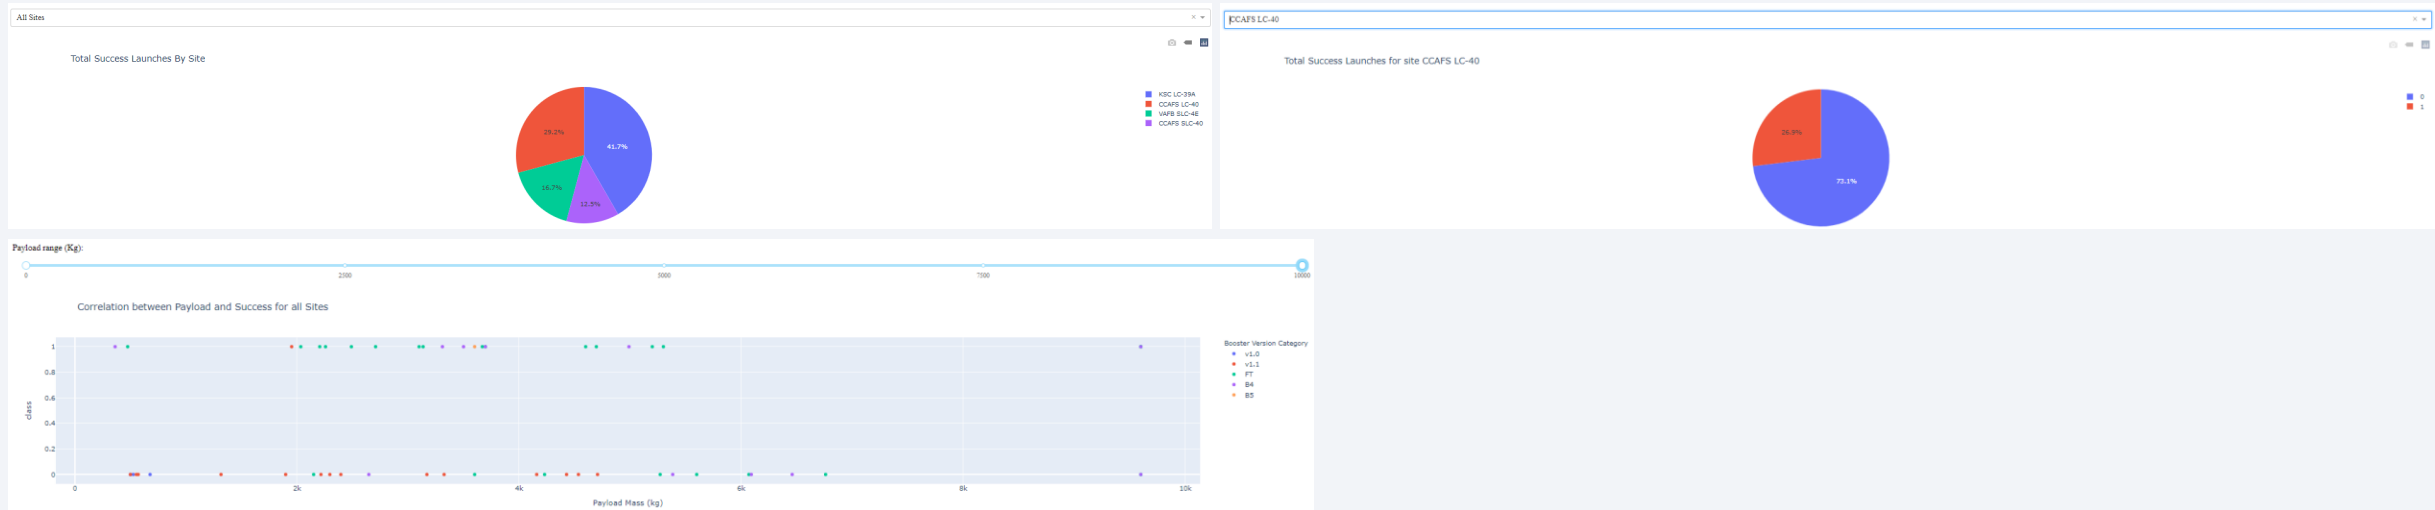 All Sites
Total Success Launches By Site
KSC LC-39A
CCAFS LC-40
VAFB SLC-4E
CCAFS SLC-40
29.2%
41.7%
16.7%
12.5%
CCAFS LC-40
Total Success Launches for site CCAFS LC-40
0
1
26.9%
73.1%
Payload range (Kg):
0 2500 5000 7500 10000
Correlation between Payload and Success for all Sites
Booster Version Category
v1.0
v1.1
FT
B4
B5
1
0.8
0.6
0.4
0.2
0
class
0 2k 4k 6k 8k 10k
Payload Mass (kg)